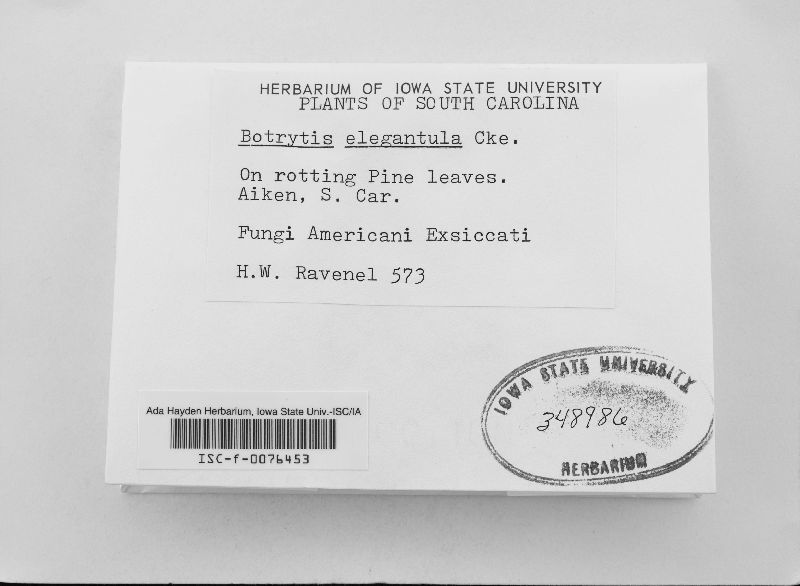 HERBARIUM OF IOWA STATE UNIVERSITY
PLANTS OF SOUTH CAROLINA
Botrytis elegantula Cke.
On rotting Pine leaves.
Aiken, S. Car.
Fungi Americani Exsiccati
H.W. Ravenel 573
Ada Hayden Herbarium, Iowa State Univ.-ISC/IA
ISC-f-0076453
IOWA STATE UNIVERSITY
348986
HERBARIUM